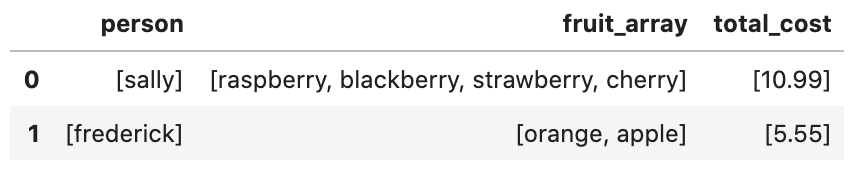 person fruit_array total_cost
0 [sally] [raspberry, blackberry, strawberry, cherry] [10.99]
1 [frederick] [orange, apple] [5.55]